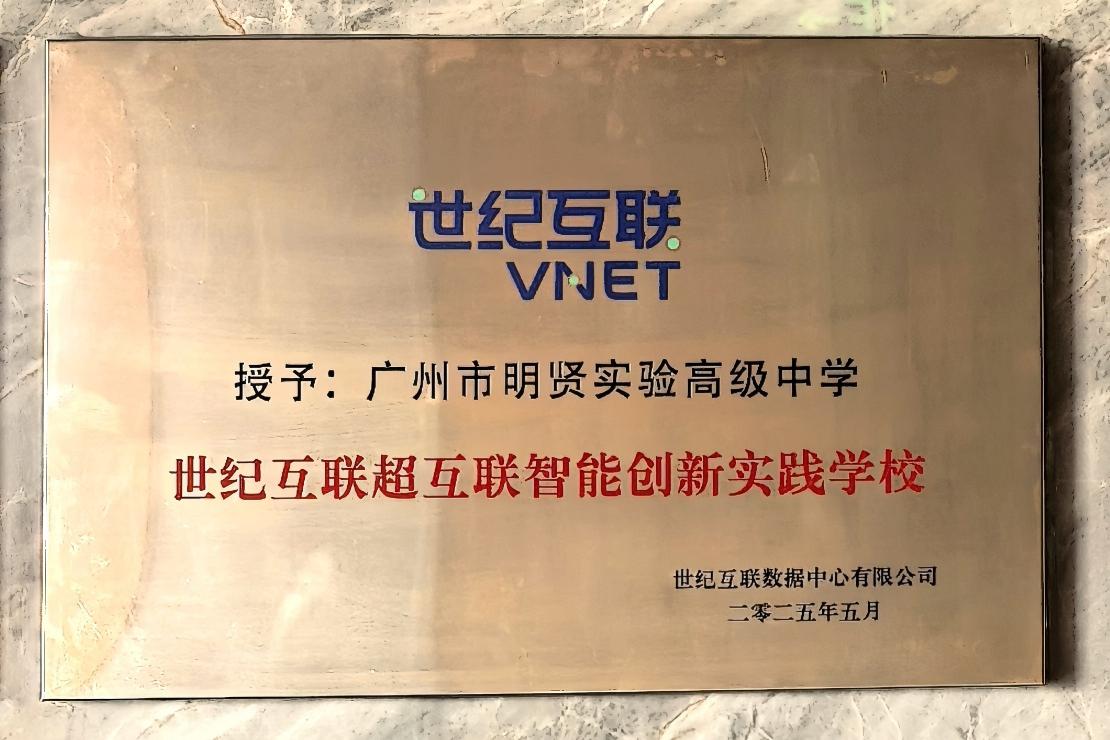 世纪互联
VNET
授予：广州市明贤实验高级中学
世纪互联超互联智能创新实践学校
世纪互联数据中心有限公司
二零二五年五月